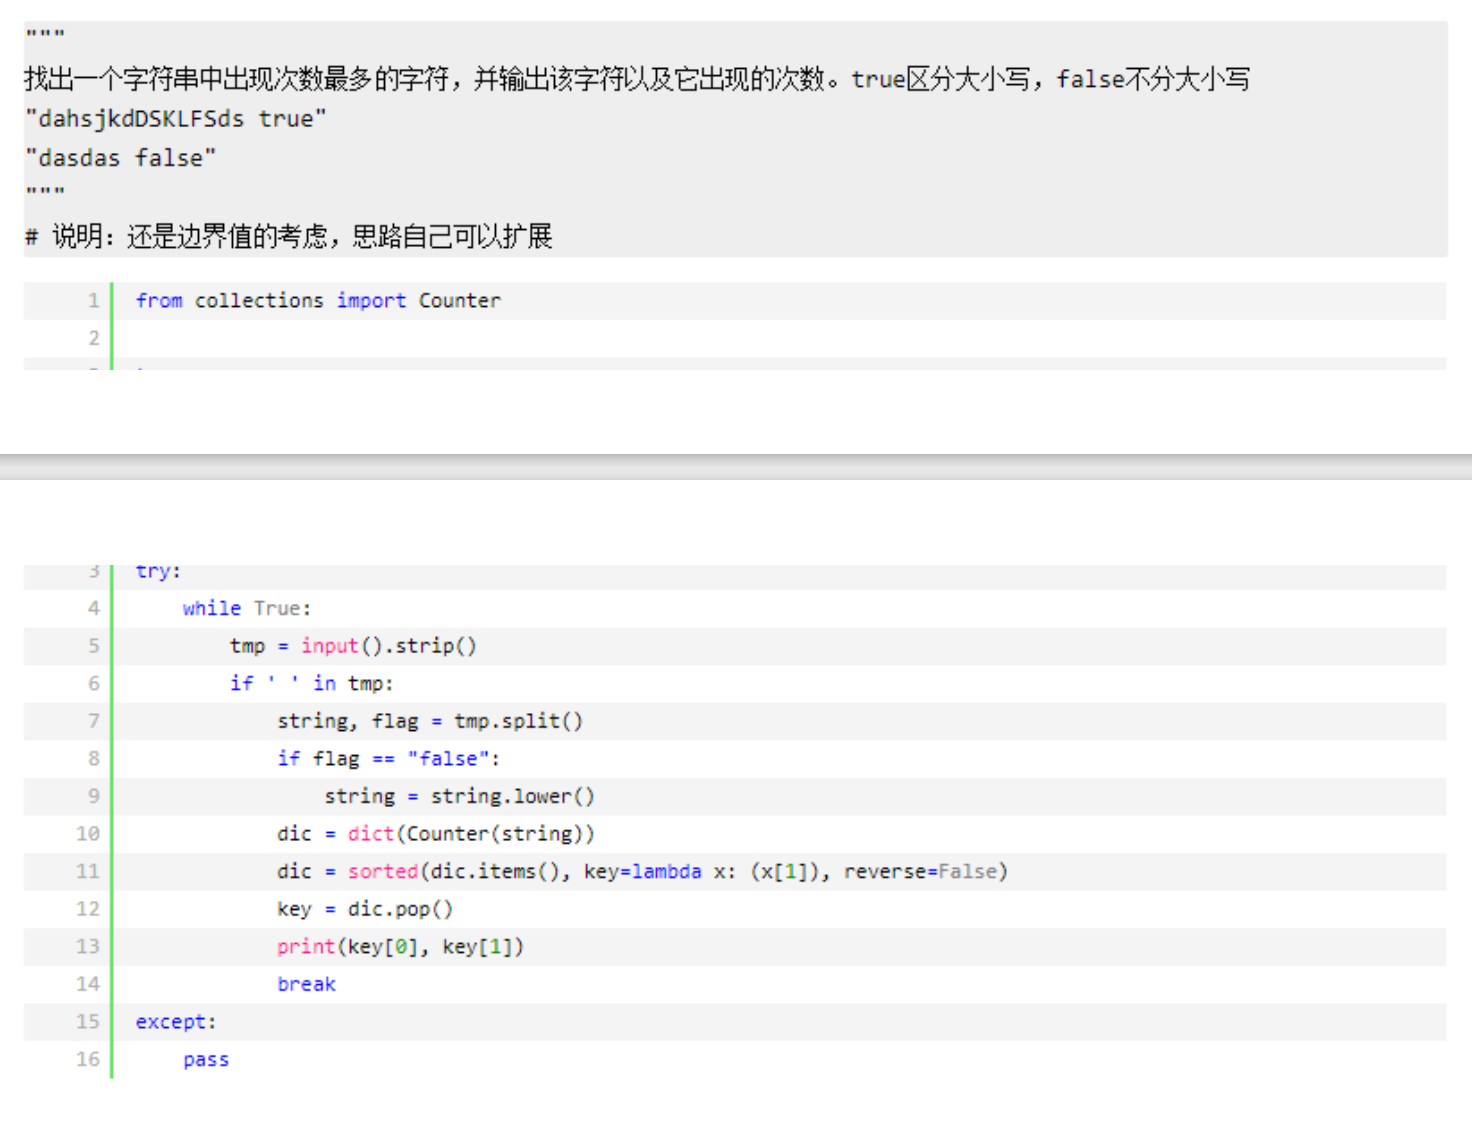 """
找出一个字符串中出现次数最多的字符，并输出该字符以及它出现的次数。true区分大小写，false不分大小写
"dahsjkdDSKLFSds true"
"dasdas false"
"""
# 说明：还是边界值的考虑，思路自己可以扩展
1 from collections import Counter
2
3 try:
4 while True:
5 tmp = input().strip()
6 if ' ' in tmp:
7 string, flag = tmp.split()
8 if flag == "false":
9 string = string.lower()
10 dic = dict(Counter(string))
11 dic = sorted(dic.items(), key=lambda x: (x[1]), reverse=False)
12 key = dic.pop()
13 print(key[0], key[1])
14 break
15 except:
16 pass